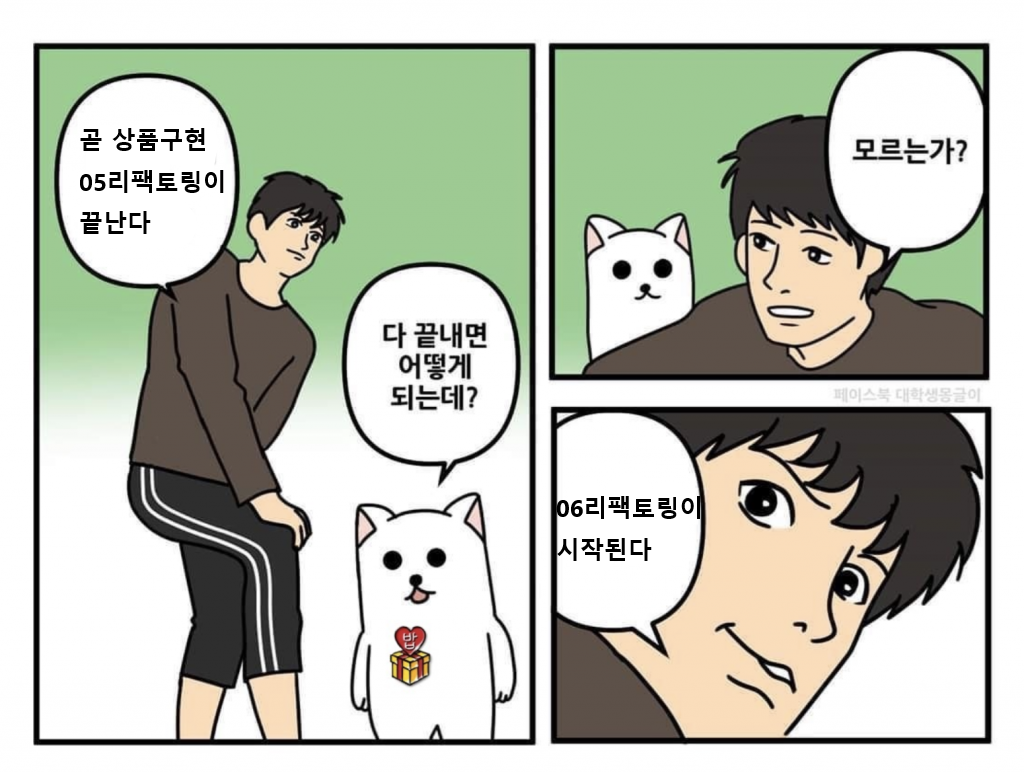 곧 상품구현
05리팩토링이
끝난다
다 끝내면
어떻게
되는데?
밥
모르는가?
페이스북 대학생몽글이
06리팩토링이
시작된다